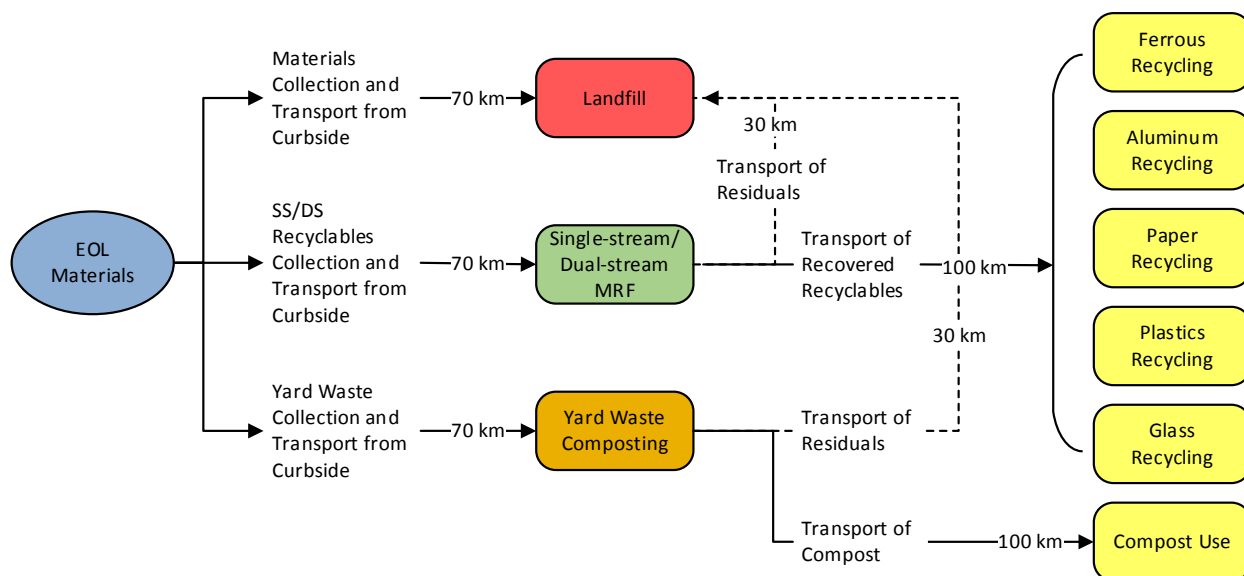 EOL
Materials
Materials
Collection and
Transport from
Curbside
70 km
Landfill
SS/DS
Recyclables
Collection and
Transport from
Curbside
70 km
Single-stream/
Dual-stream
MRF
Yard Waste
Collection and
Transport from
Curbside
70 km
Yard Waste
Composting
30 km
Transport of
Residuals
Transport of
Recovered
Recyclables
100 km
30 km
Transport of
Residuals
Transport of
Compost
100 km
Ferrous
Recycling
Aluminum
Recycling
Paper
Recycling
Plastics
Recycling
Glass
Recycling
Compost Use